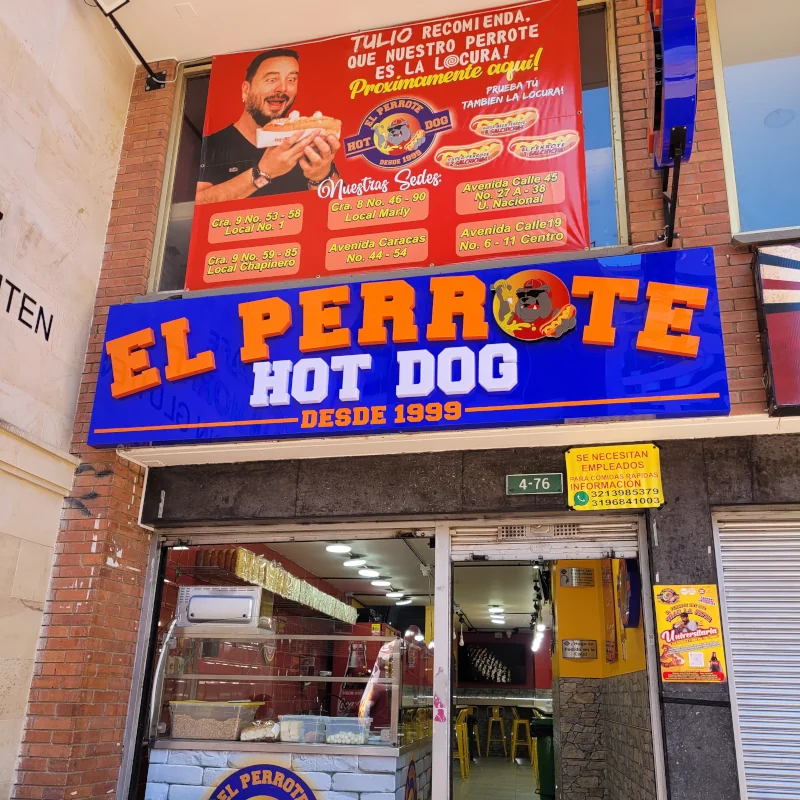 TULIO RECOMIENDA,
QUE NUESTRO PERROTE
ES LA L@CURA!
Proximamente aqui!
PRUEBA TÚ
TAMBIEN LA LOCURA!
EL PERROTE
HOT DOG
DESDE 1999
Nuestras Sedes:
Cra. 9 No. 53 - 58
Local No. 1
Cra. 8 No. 46 - 90
Local Marly
Avenida Calle 45
No. 27 A - 38
U. Nacional
Cra. 9 No. 59 - 85
Local Chapinero
Avenida Caracas
No. 44 - 54
Avenida Calle19
No. 6 - 11 Centro
ITEN
EL PERROTE
HOT DOG
DESDE 1999
4-76
SE NECESITAN
EMPLEADOS
PARA COMIDAS RAPIDAS
INFORMACION
3213985379
3196841003
Universitaria
EL PERROTE